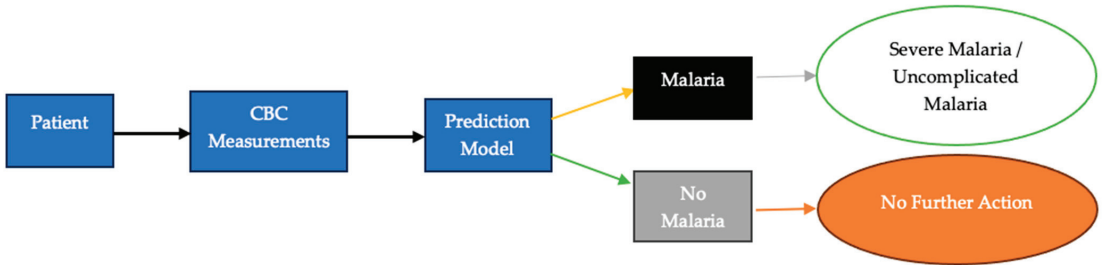 Patient
CBC
Measurements
Prediction
Model
Malaria
Severe Malaria /
Uncomplicated
Malaria
No
Malaria
No Further Action